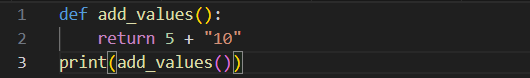 1 def add_values():
2     return 5 + "10"
3 print(add_values())